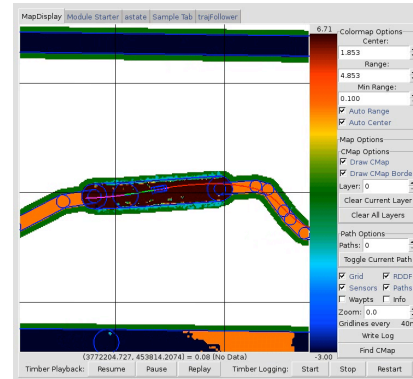 MapDisplay Module Starter astate Sample Tab trajFollower
6.71
Colormap Options
Center:
1.853
Range:
4.853
Min Range:
0.100
Auto Range
Auto Center
Map Options
CMap Options
Draw CMap
Draw CMap Borde
Layer: 0
Clear Current Layer
Clear All Layers
Path Options
Paths: 0
Toggle Current Path
Grid RDDF
Sensors Paths
Waypts Info
Zoom: 0.0
Gridlines every 40m
Write Log
Find CMap
-3.00
(3772204.727, 453814.2074) = 0.08 (No Data)
Timber Playback: Resume Pause Replay Timber Logging: Start Stop Restart